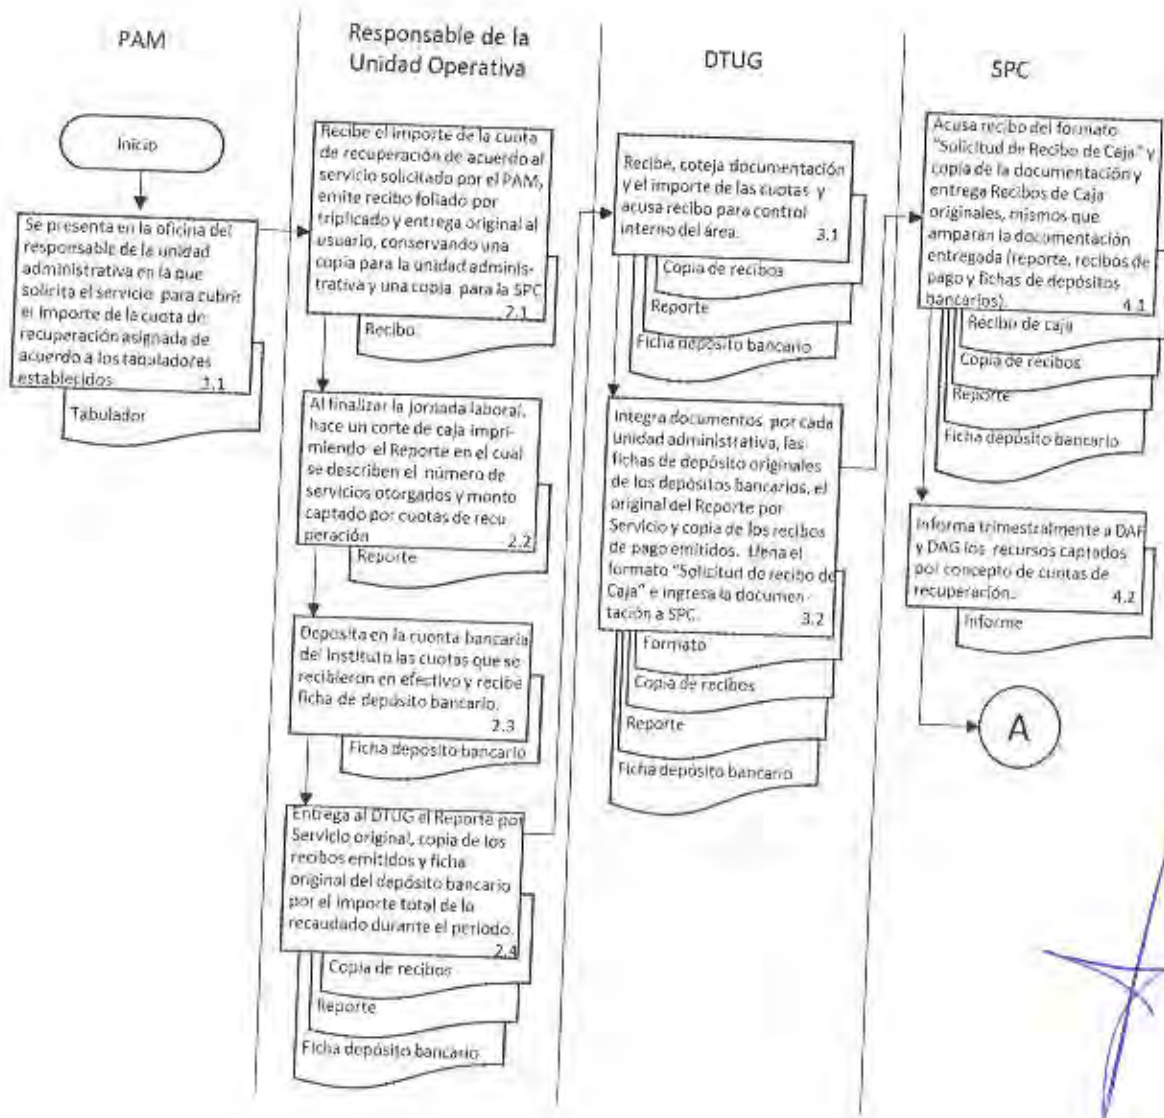 PAM
Inicio
Se presenta en la oficina del
responsable de la unidad
administrativa en la que
solicita el servicio para cubrir
el importe de la cuota de
recuperación asignada de
acuerdo a los tabuladores
establecidos
1.1
Tabulador
Responsable de la
Unidad Operativa
Recibe el importe de la cuota
de recuperación de acuerdo al
servicio solicitado por el PAM,
emite recibo foliado por
triplicado y entrega original al
usuario, conservando una
copia para la unidad adminis-
trativa y una copia para la SPC
2.1
Recibo
Al finalizar la jornada laboral,
hace un corte de caja impri-
miendo el Reporte en el cual
se describen el número de
servicios otorgados y monto
captado por cuotas de recu
peración
2.2
Reporte
Deposita en la cuenta bancaria
del Instituto las cuotas que se
recibieron en efectivo y recibe
ficha de depósito bancario.
2.3
Ficha depósito bancario
Entrega al DTUG el Reporte por
Servicio original, copia de los
recibos emitidos y ficha
original del depósito bancario
por el importe total de lo
recaudado durante el periodo.
2.4
Copia de recibos
Reporte
Ficha depósito bancario
DTUG
Recibe, coteja documentación
y el importe de las cuotas y
acusa recibo para control
interno del área.
3.1
Copia de recibos
Reporte
Ficha depósito bancario
Integra documentos por cada
unidad administrativa, las
fichas de depósito originales
de los depósitos bancarios, el
original del Reporte por
Servicio y copia de los recibos
de pago emitidos. Llena el
formato "Solicitud de recibo de
Caja" e ingresa la documen-
tación a SPC.
3.2
Formato
Copia de recibos
Reporte
Ficha depósito bancario
SPC
Acusa recibo del formato
"Solicitud de Recibo de Caja" y
copia de la documentación y
entrega Recibos de Caja
originales, mismos que
amparan la documentación
entregada (reporte, recibos de
pago y fichas de depósitos
bancarios).
4.1
Recibo de caja
Copia de recibos
Reporte
Ficha depósito bancario
Informa trimestralmente a DAF
y DAG los recursos captados
por concepto de cuotas de
recuperación.
4.2
Informe
A